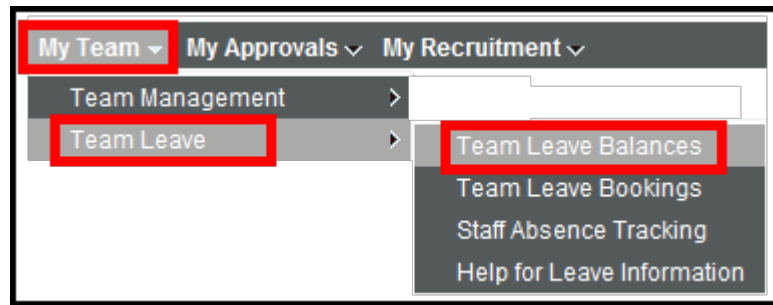 My Team My Approvals My Recruitment
Team Management
Team Leave
Team Leave Balances
Team Leave Bookings
Staff Absence Tracking
Help for Leave Information